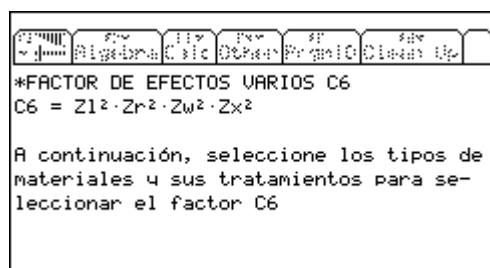 Algebra Calc Other PrgmIO Clean Up
*FACTOR DE EFECTOS VARIOS C6
C6 = Zl²·Zr²·Zw²·Zx²
A continuación, seleccione los tipos de
materiales y sus tratamientos para se-
leccionar el factor C6